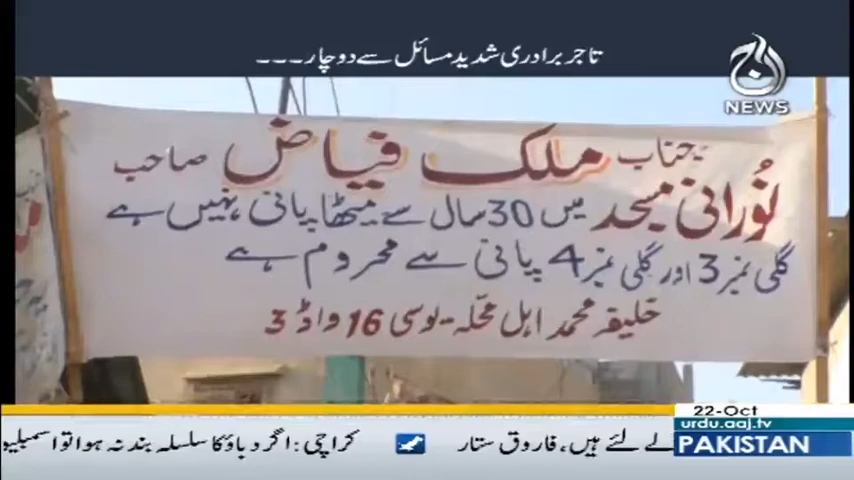 تاجر برادری شدید مسائل سے دوچار۔۔۔
آج
NEWS
جناب ملک فیاض صاحب
نورانی مسجد میں 30 سال سے میٹھا پانی نہیں ہے
گلی نمبر 3 اور گلی نمبر 4 پانی سے محروم ہے
خلیفہ محمد اہل محلہ - یوسی 16 واڈ 3
22-Oct
urdu.aaj.tv
PAKISTAN
لے لئے ہیں، فاروق ستار
کراچی: اگر دباؤ کا سلسلہ بند نہ ہوا تو اسمبلیو